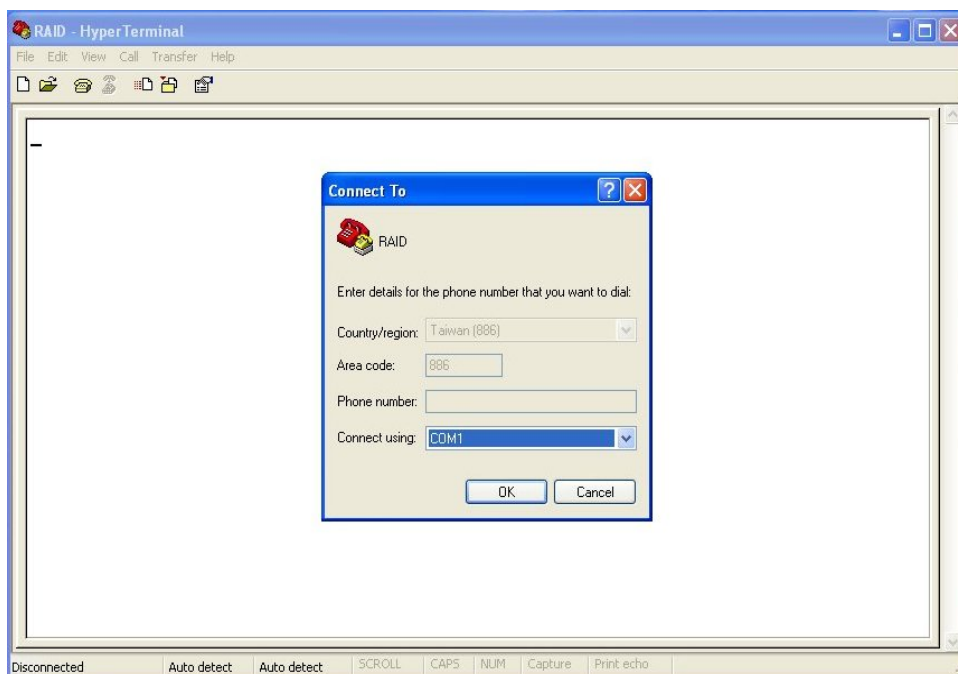 RAID - HyperTerminal
File Edit View Call Transfer Help
Connect To
RAID
Enter details for the phone number that you want to dial:
Country/region: Taiwan (886)
Area code: 886
Phone number:
Connect using: COM1
OK Cancel
Disconnected Auto detect Auto detect SCROLL CAPS NUM Capture Print echo